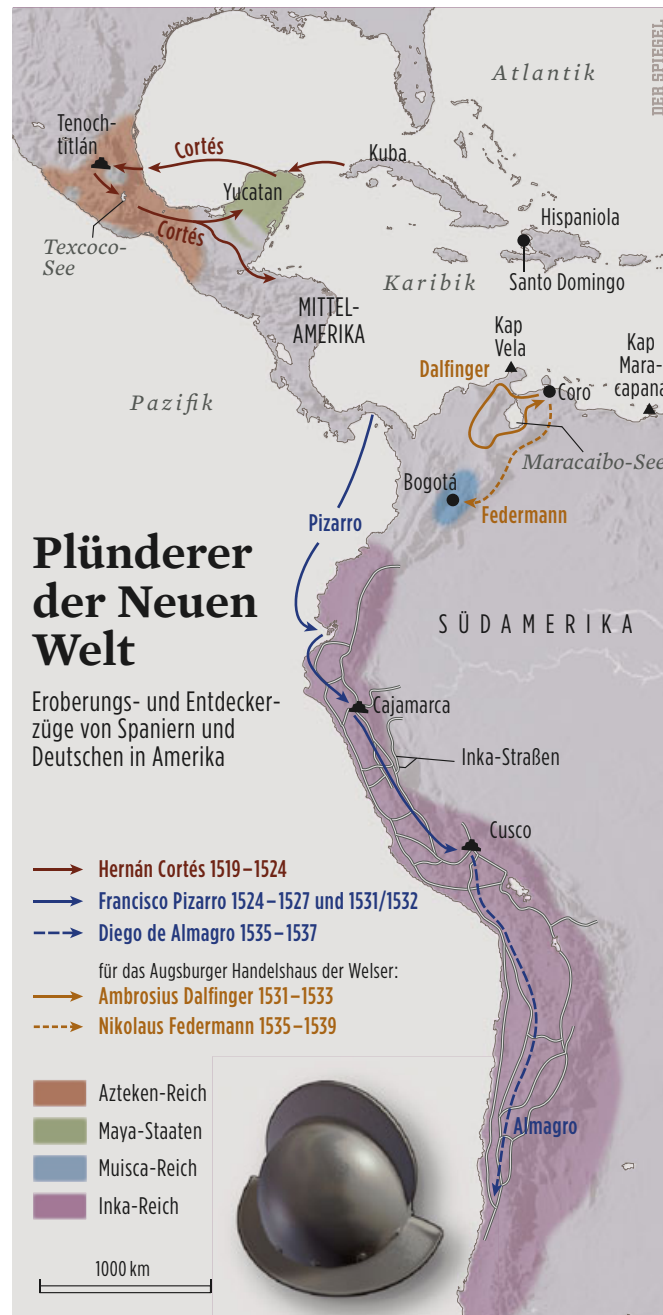 DER SPIEGEL
Atlantik
Tenoch-
titlán
Cortés
Kuba
Yucatan
Cortés
Texcoco-
See
Hispaniola
Karibik
Santo Domingo
MITTEL-
AMERIKA
Kap
Vela
Kap
Mara-
capana
Dalfinger
Coro
Pazifik
Maracaibo-See
Bogotá
Federmann
Pizarro
Plünderer
der Neuen
Welt
SÜDAMERIKA
Eroberungs- und Entdecker-
züge von Spaniern und
Deutschen in Amerika
Cajamarca
Inka-Straßen
Cusco
Hernán Cortés 1519–1524
Francisco Pizarro 1524–1527 und 1531/1532
Diego de Almagro 1535–1537
für das Augsburger Handelshaus der Welser:
Ambrosius Dalfinger 1531–1533
Nikolaus Federmann 1535–1539
Azteken-Reich
Maya-Staaten
Almagro
Muisca-Reich
Inka-Reich
1000 km